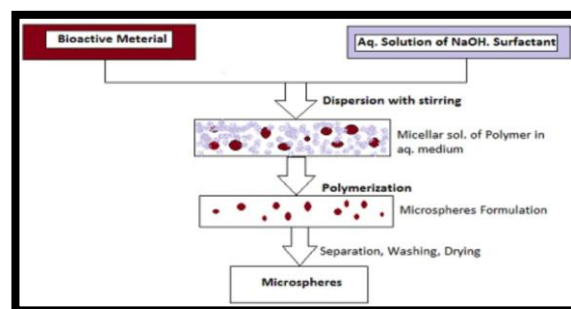 Bioactive Meterial
Aq. Solution of NaOH. Surfactant
Dispersion with stirring
Micellar sol. of Polymer in
aq. medium
Polymerization
Microspheres Formulation
Separation, Washing, Drying
Microspheres